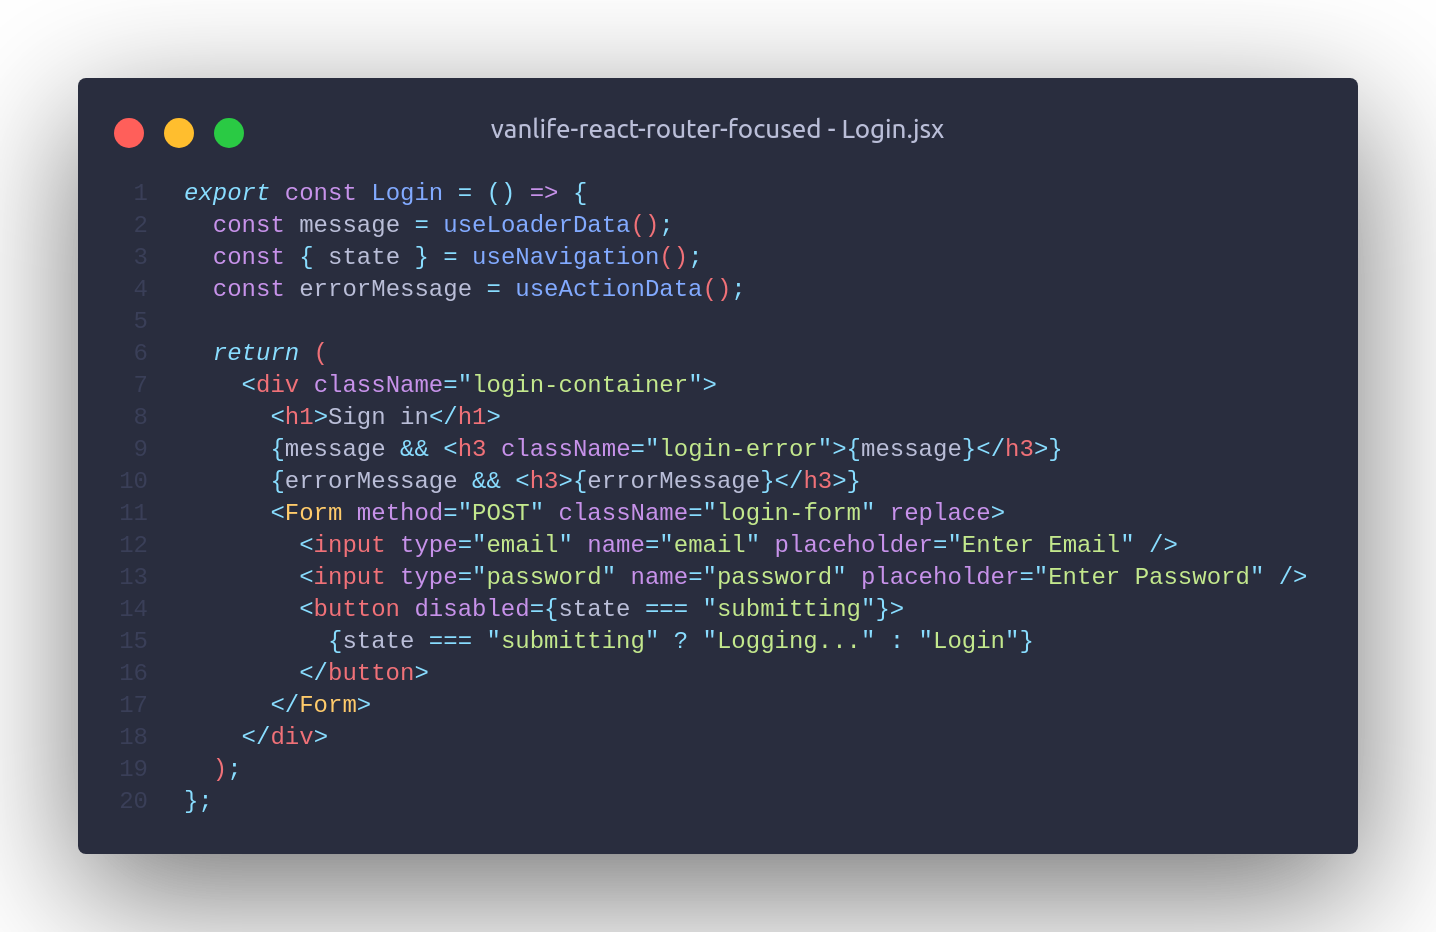 vanlife-react-router-focused - Login.jsx
1 export const Login = () => {
2   const message = useLoaderData();
3   const { state } = useNavigation();
4   const errorMessage = useActionData();
5
6   return (
7     <div className="login-container">
8       <h1>Sign in</h1>
9       {message && <h3 className="login-error">{message}</h3>}
10       {errorMessage && <h3>{errorMessage}</h3>}
11       <Form method="POST" className="login-form" replace>
12         <input type="email" name="email" placeholder="Enter Email" />
13         <input type="password" name="password" placeholder="Enter Password" />
14         <button disabled={state === "submitting"}>
15           {state === "submitting" ? "Logging..." : "Login"}
16         </button>
17       </Form>
18     </div>
19   );
20 };